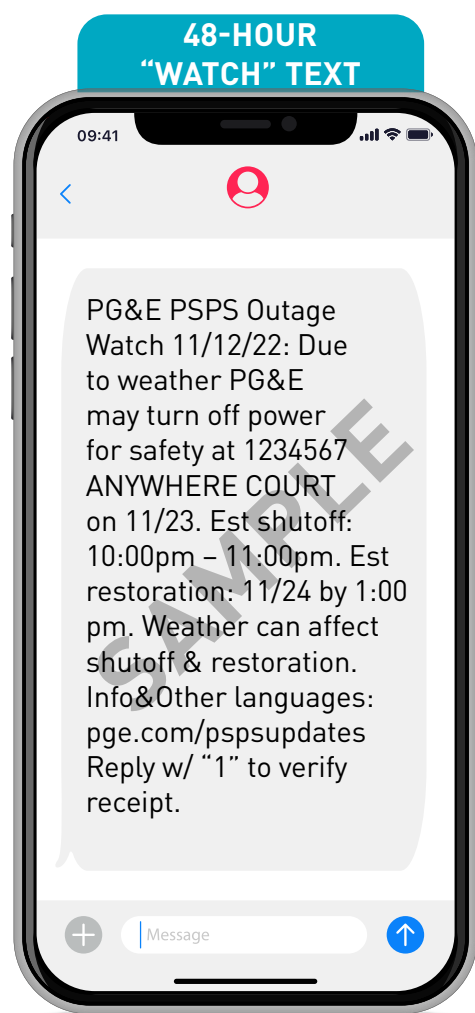 48-HOUR
“WATCH” TEXT
09:41
PG&E PSPS Outage
Watch 11/12/22: Due
to weather PG&E
may turn off power
for safety at 1234567
ANYWHERE COURT
on 11/23. Est shutoff:
10:00pm – 11:00pm. Est
restoration: 11/24 by 1:00
pm. Weather can affect
shutoff & restoration.
Info&Other languages:
pge.com/pspsupdates
Reply w/ “1” to verify
receipt.
SAMPLE
Message